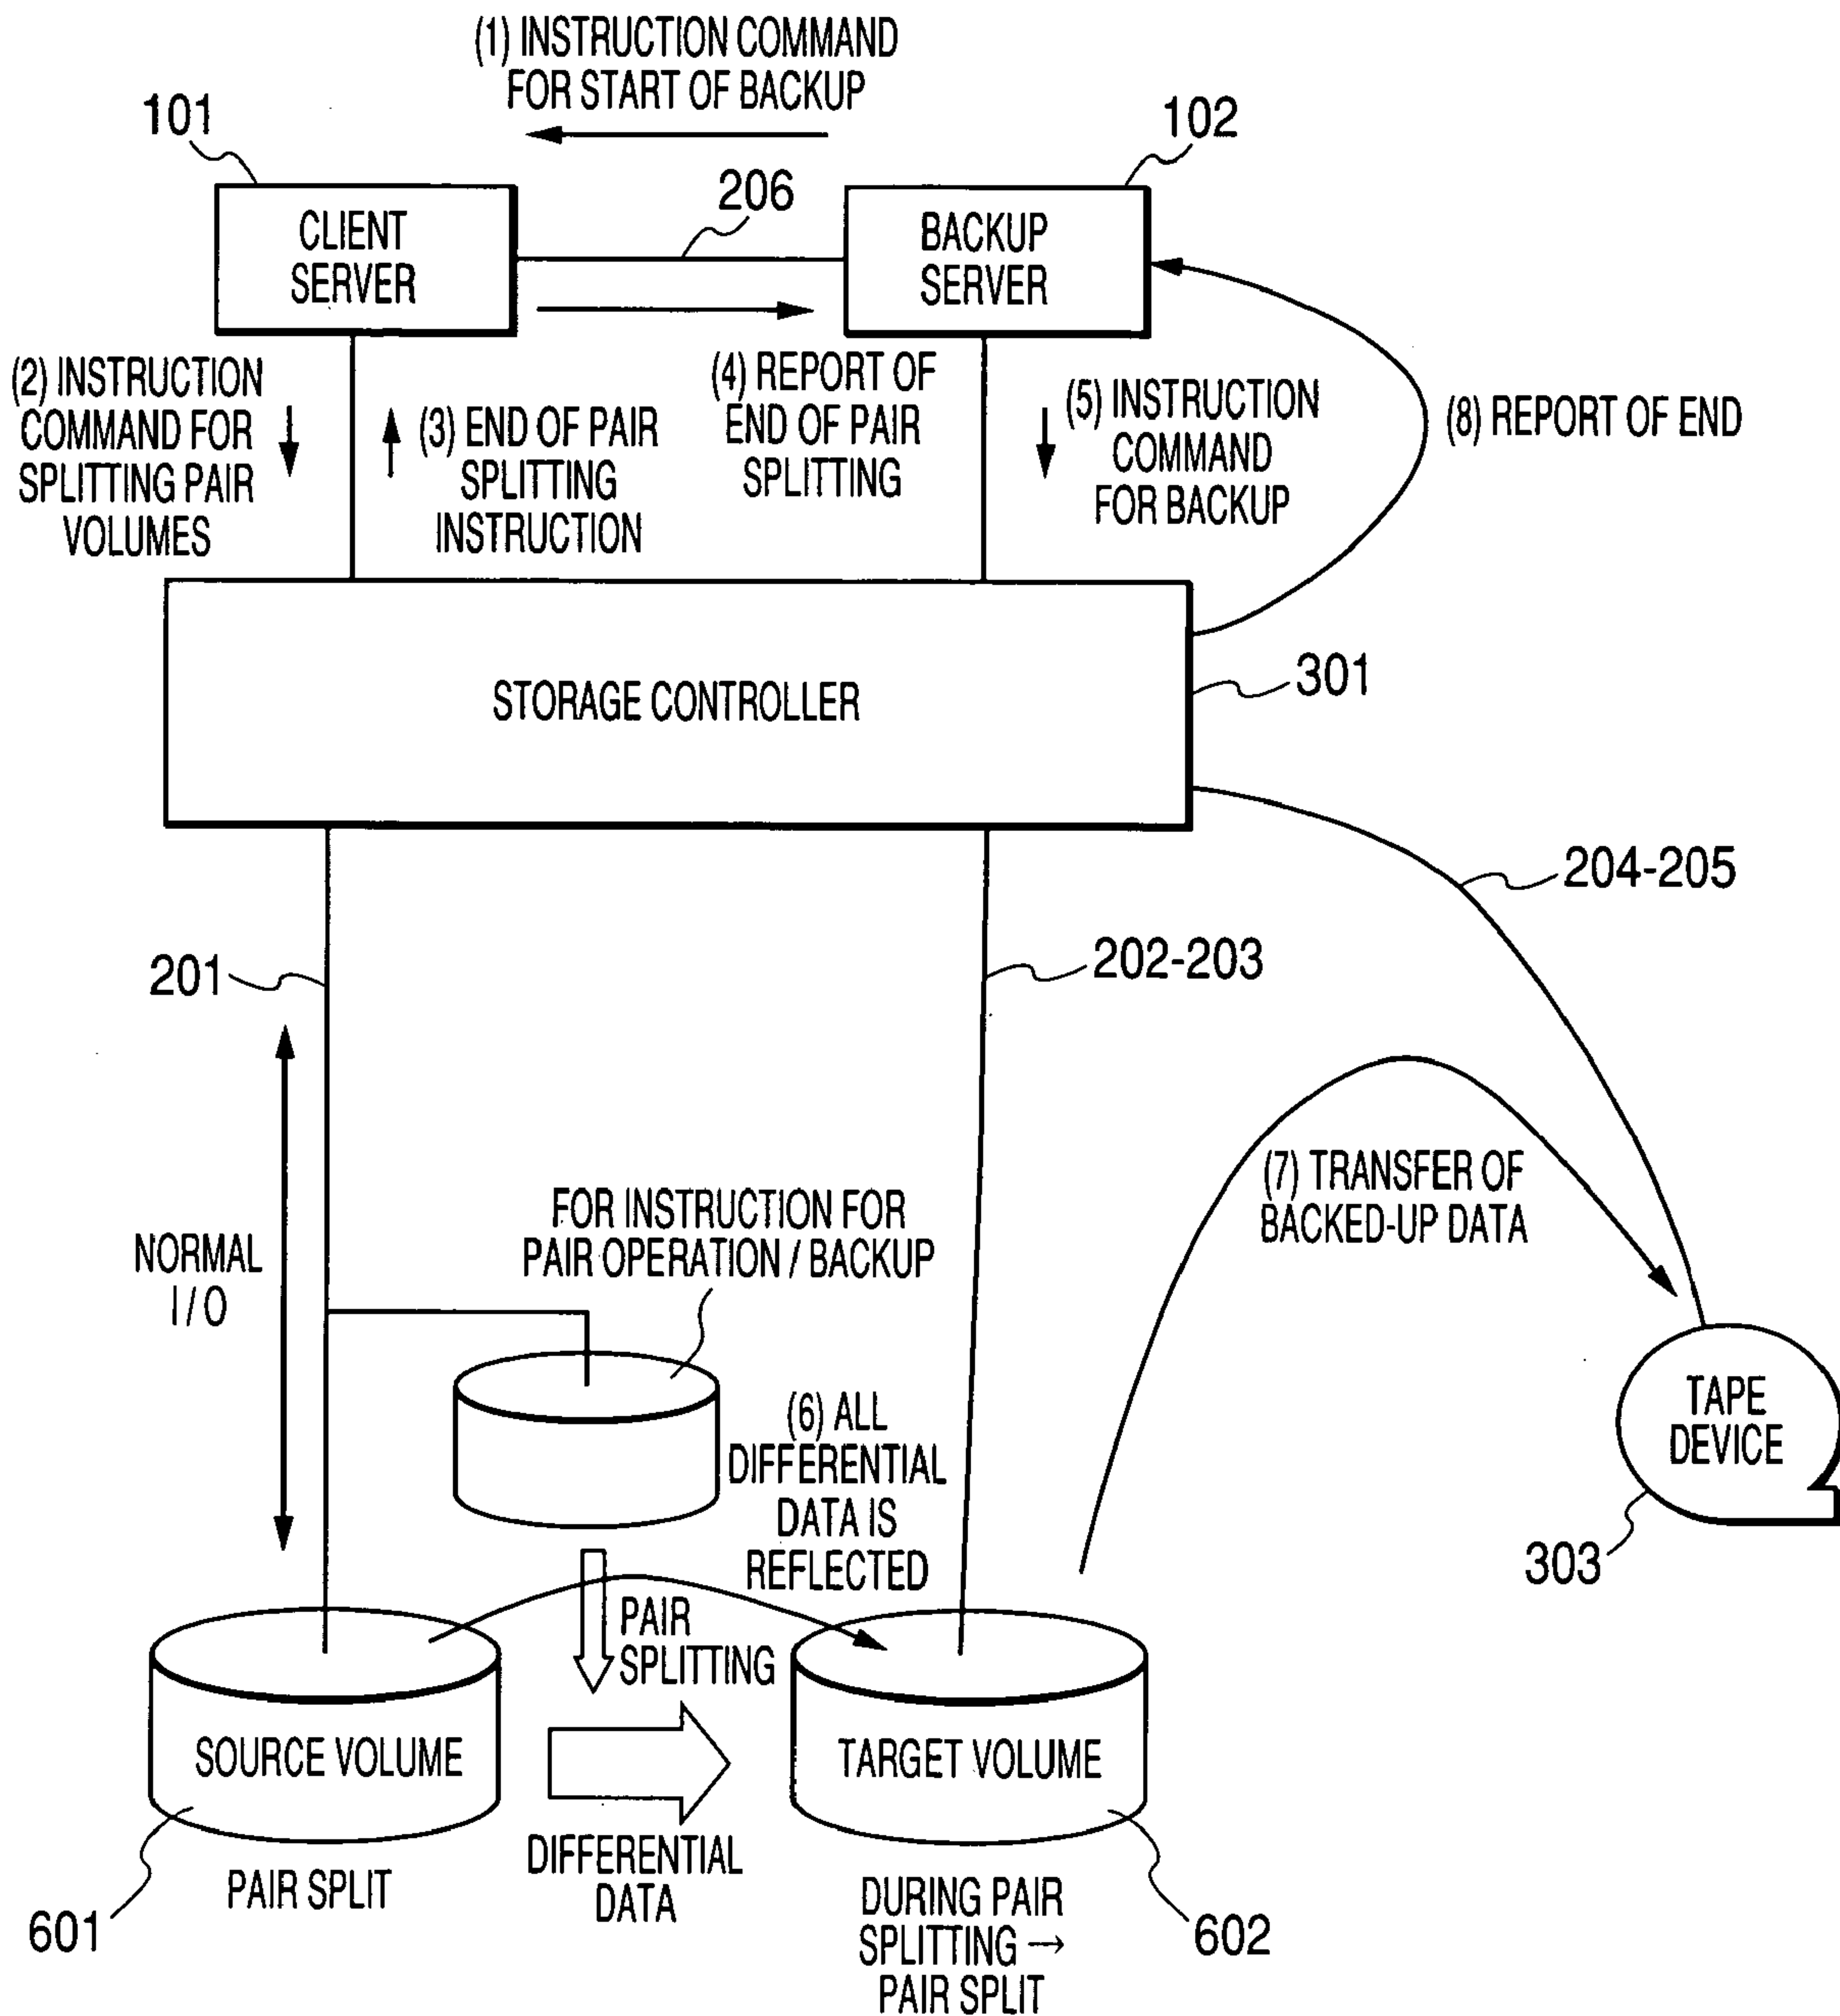 (1) INSTRUCTION COMMAND
FOR START OF BACKUP
101
102
206
CLIENT
SERVER
BACKUP
SERVER
(2) INSTRUCTION
COMMAND FOR
SPLITTING PAIR
VOLUMES
(3) END OF PAIR
SPLITTING
INSTRUCTION
(4) REPORT OF
END OF PAIR
SPLITTING
(5) INSTRUCTION
COMMAND
FOR BACKUP
(8) REPORT OF END
STORAGE CONTROLLER
301
204-205
201
202-203
NORMAL
I/O
FOR INSTRUCTION FOR
PAIR OPERATION / BACKUP
(7) TRANSFER OF
BACKED-UP DATA
(6) ALL
DIFFERENTIAL
DATA IS
REFLECTED
TAPE
DEVICE
303
PAIR
SPLITTING
SOURCE VOLUME
TARGET VOLUME
DIFFERENTIAL
DATA
601
PAIR SPLIT
602
DURING PAIR
SPLITTING →
PAIR SPLIT